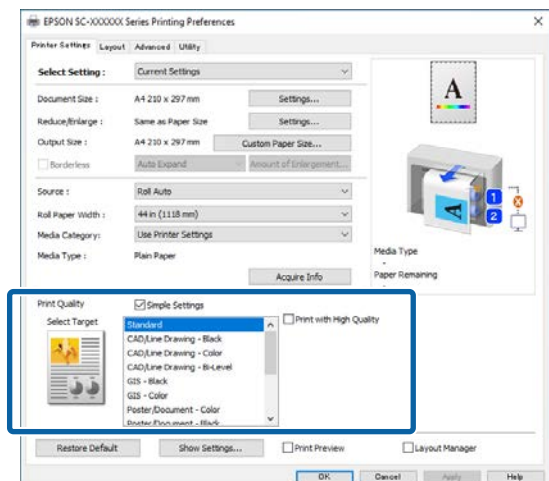 EPSON SC-XXXXXX Series Printing Preferences
Printer Settings Layout Advanced Utility
Select Setting : Current Settings
Document Size : A4 210 x 297 mm Settings...
Reduce/Enlarge : Same as Paper Size Settings...
Output Size : A4 210 x 297 mm Custom Paper Size...
Borderless Auto Expand Amount of Enlargement...
Source : Roll Auto
Roll Paper Width : 44 in (1118 mm)
Media Category: Use Printer Settings
Media Type : Plain Paper
Acquire Info
A
1
2
A
Media Type
-
Paper Remaining
-
Print Quality Simple Settings
Select Target
Standard
CAD/Line Drawing - Black
CAD/Line Drawing - Color
CAD/Line Drawing - Bi-Level
GIS - Black
GIS - Color
Poster/Document - Color
Poster/Document - Black
Print with High Quality
Restore Default Show Settings... Print Preview Layout Manager
OK Cancel Apply Help